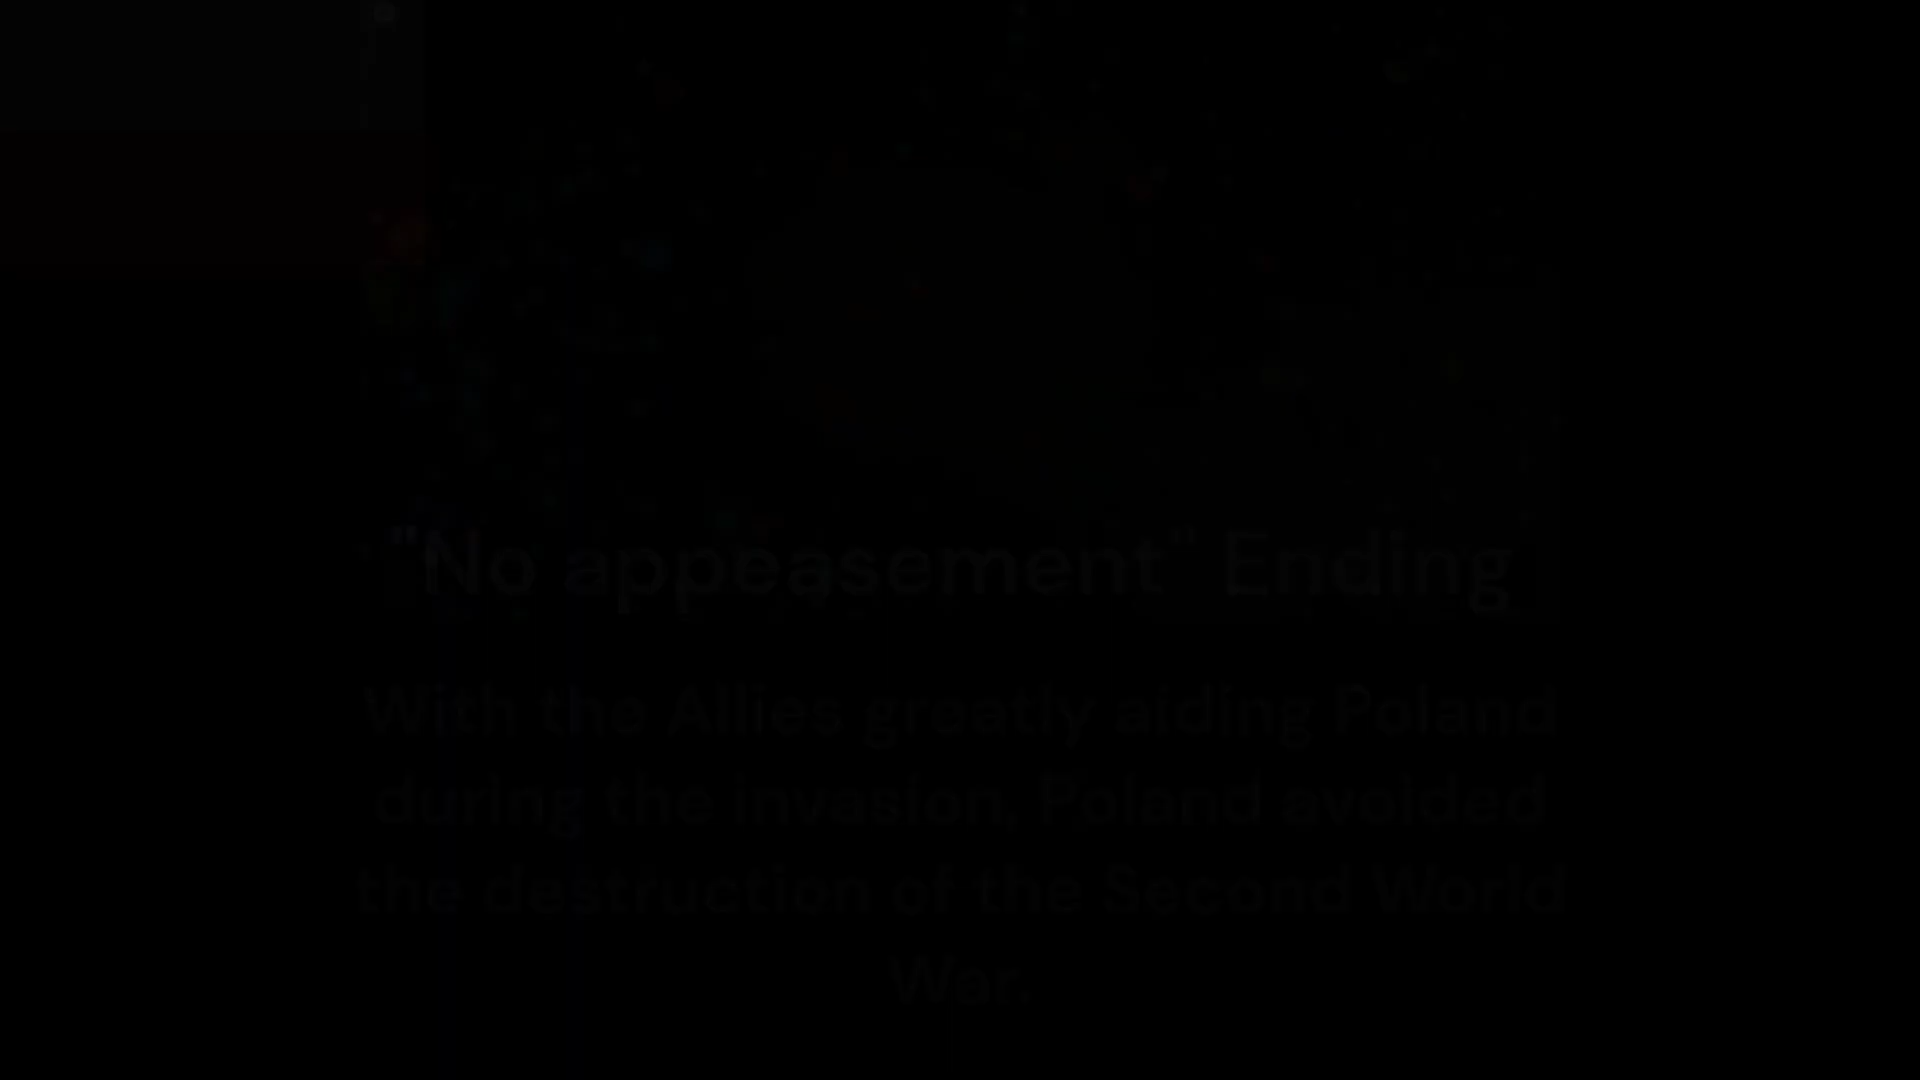 "No appeasement" Ending
With the Allies greatly aiding Poland
during the invasion, Poland avoided
the destruction of the Second World
War.